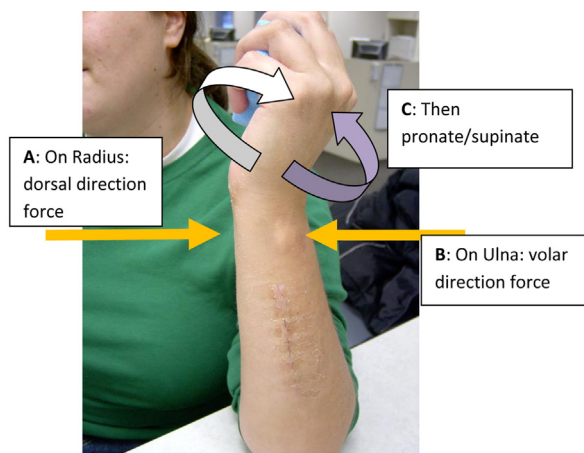 A: On Radius:
dorsal direction
force
C: Then
pronate/supinate
B: On Ulna: volar
direction force